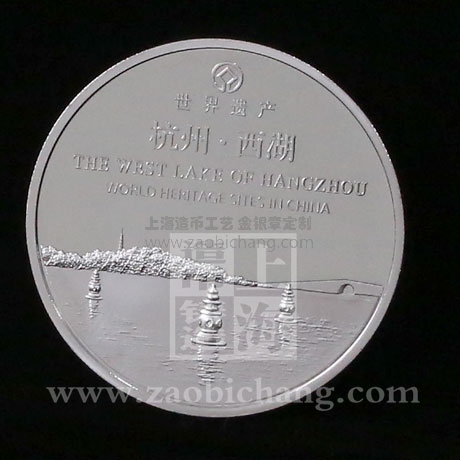 世界遗产
杭州·西湖
THE WEST LAKE OF HANGZHOU
WORLD HERITAGE SITES IN CHINA
上海造币工艺 金银章定制
www.zaobichang.com
上海
www.zaobichang.com